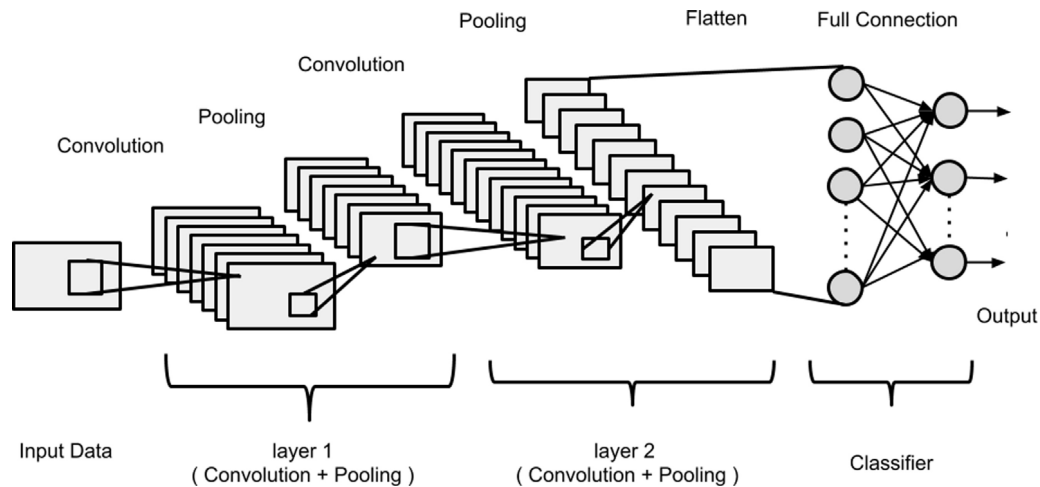 Pooling
Flatten
Full Connection
Convolution
Pooling
Convolution
Output
Input Data
layer 1
( Convolution + Pooling )
layer 2
( Convolution + Pooling )
Classifier